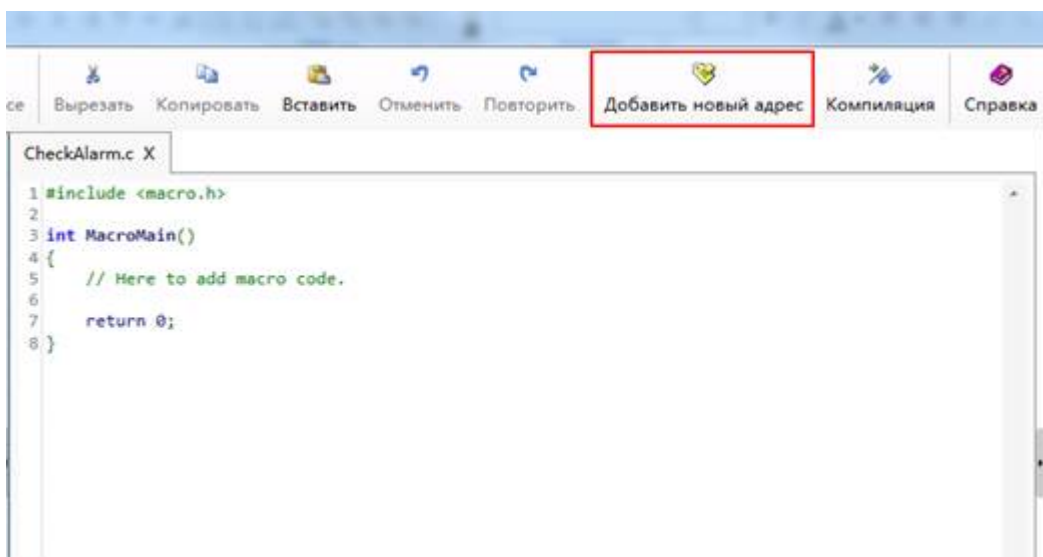 се Вырезать Копировать Вставить Отменить Повторить Добавить новый адрес Компиляция Справка
CheckAlarm.c X
1 #include <macro.h>
2
3 int MacroMain()
4 {
5 // Here to add macro code.
6
7 return 0;
8 }